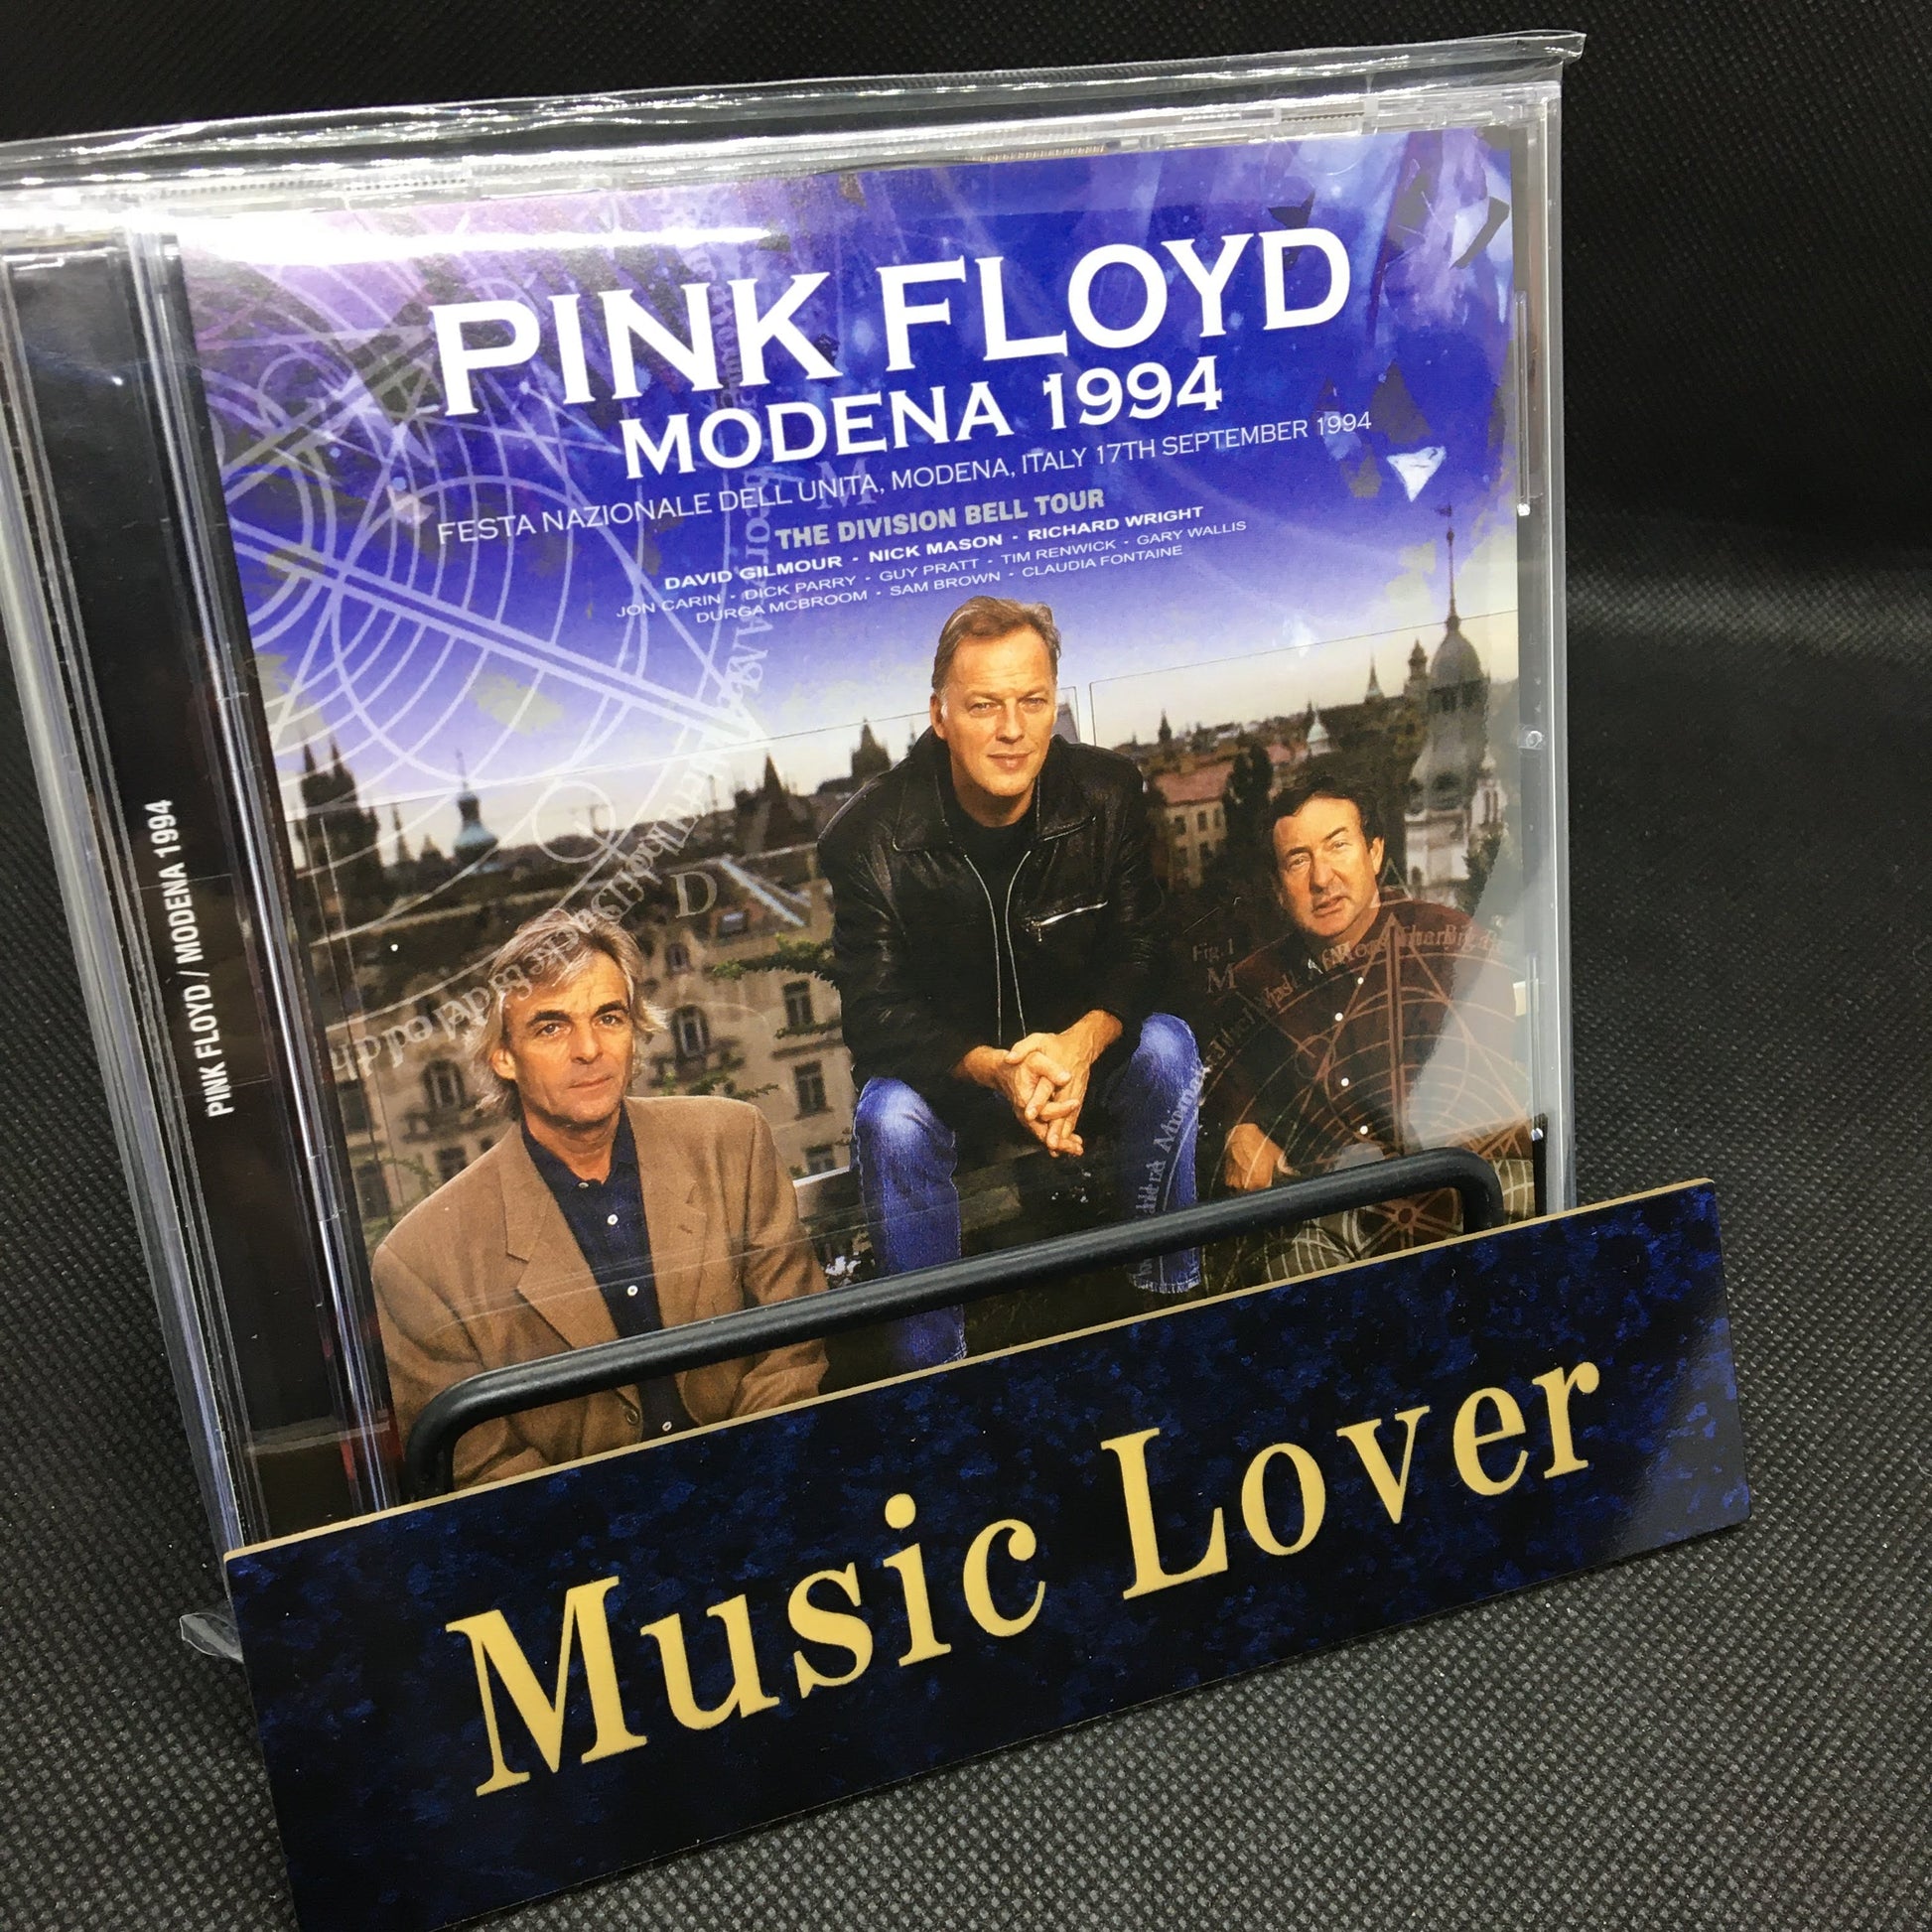 PINK FLOYD
MODENA 1994
FESTA NAZIONALE DELL UNITA, MODENA, ITALY 17TH SEPTEMBER 1994
THE DIVISION BELL TOUR
DAVID GILMOUR · NICK MASON · RICHARD WRIGHT
JON CARIN · DICK PARRY · GUY PRATT · TIM RENWICK · GARY WALLIS
DURGA MCBROOM · SAM BROWN · CLAUDIA FONTAINE
PINK FLOYD / MODENA 1994
M
D
Fig. 1
M
Music Lover